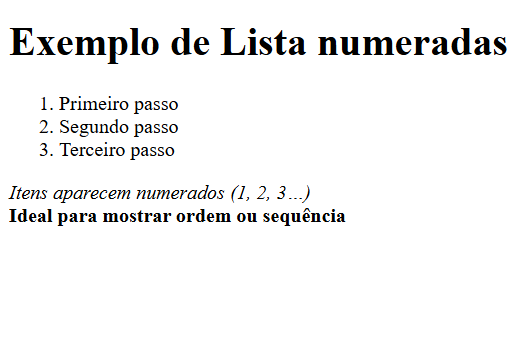 Exemplo de Lista numeradas
1. Primeiro passo
2. Segundo passo
3. Terceiro passo
Itens aparecem numerados (1, 2, 3...)
Ideal para mostrar ordem ou sequência